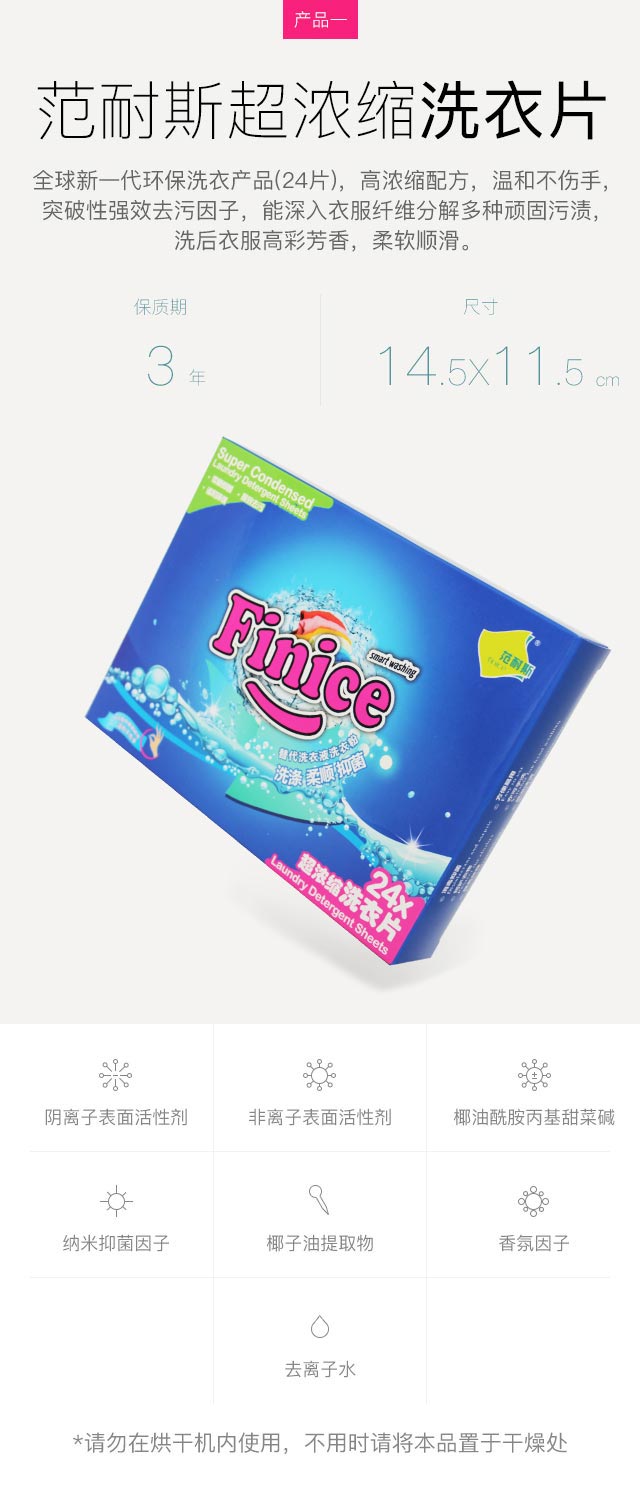 产品一
范耐斯超浓缩洗衣片
全球新一代环保洗衣产品(24片)，高浓缩配方，温和不伤手，
突破性强效去污因子，能深入衣服纤维分解多种顽固污渍，
洗后衣服高彩芳香，柔软顺滑。
保质期
3 年
尺寸
14.5X11.5 cm
Super Condensed
Laundry Detergent Sheets
Finice
smart washing
范耐斯
®
替代洗衣液洗衣粉
洗涤 柔顺 抑菌
24x
超浓缩洗衣片
Laundry Detergent Sheets
阴离子表面活性剂
非离子表面活性剂
椰油酰胺丙基甜菜碱
纳米抑菌因子
椰子油提取物
香氛因子
去离子水
*请勿在烘干机内使用，不用时请将本品置于干燥处